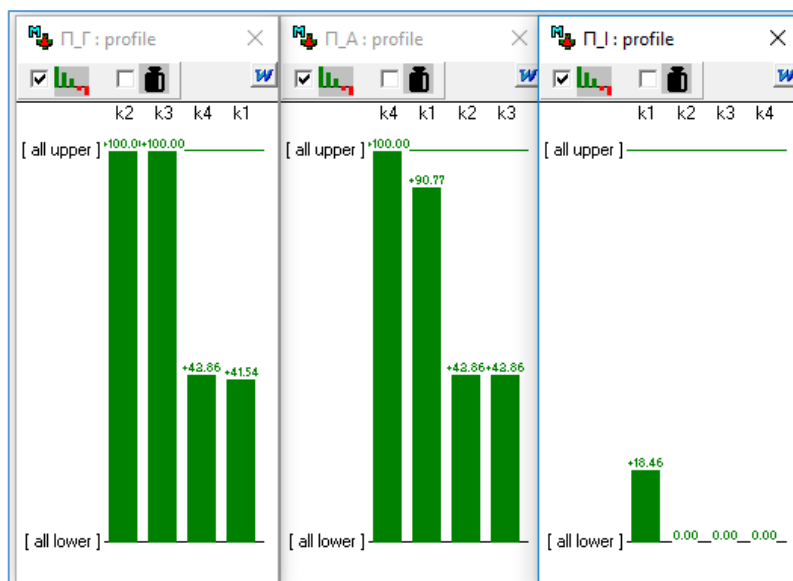 П_Г : profile
k2 k3 k4 k1
[ all upper ]
+100.00
+100.00
+42.86
+41.54
[ all lower ]
П_А : profile
k4 k1 k2 k3
[ all upper ]
+100.00
+90.77
+42.86
+42.86
[ all lower ]
П_І : profile
k1 k2 k3 k4
[ all upper ]
+18.46
0.00
0.00
0.00
[ all lower ]